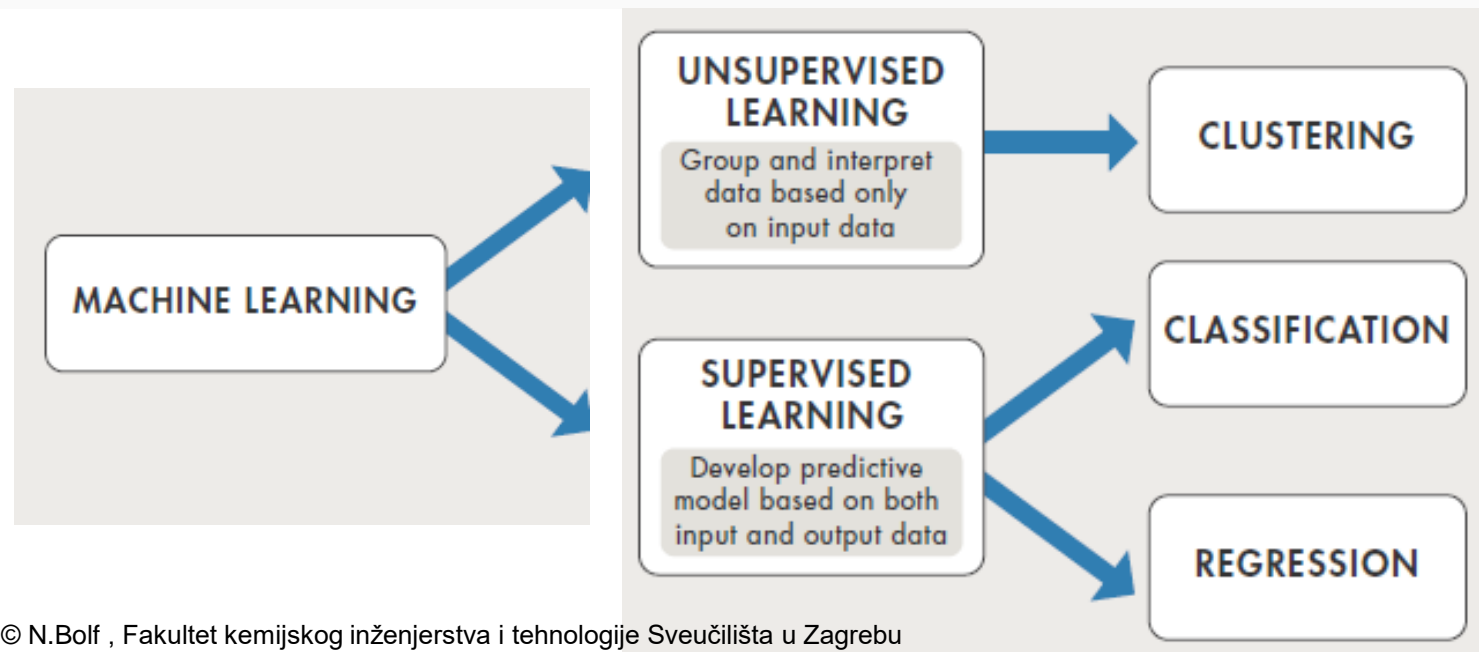 MACHINE LEARNING
UNSUPERVISED
LEARNING
Group and interpret
data based only
on input data
CLUSTERING
SUPERVISED
LEARNING
Develop predictive
model based on both
input and output data
CLASSIFICATION
REGRESSION
© N.Bolf , Fakultet kemijskog inženjerstva i tehnologije Sveučilišta u Zagrebu